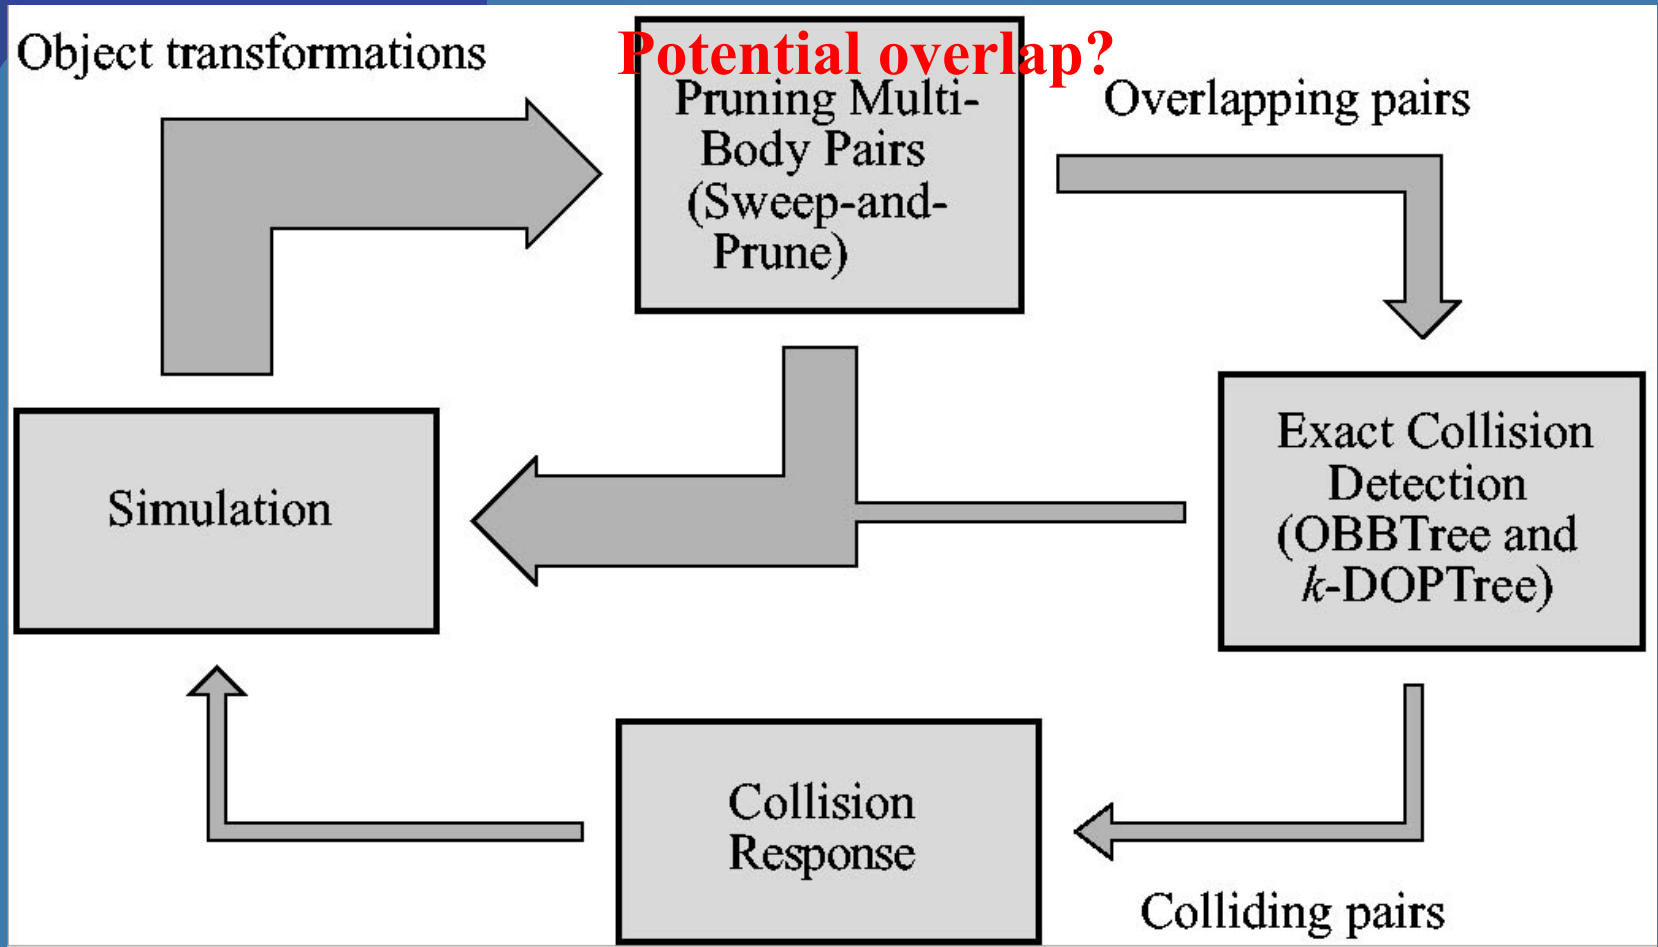 Object transformations
Potential overlap?
Pruning Multi-
Body Pairs
(Sweep-and-
Prune)
Overlapping pairs
Simulation
Exact Collision
Detection
(OBBTree and
k-DOPTree)
Collision
Response
Colliding pairs